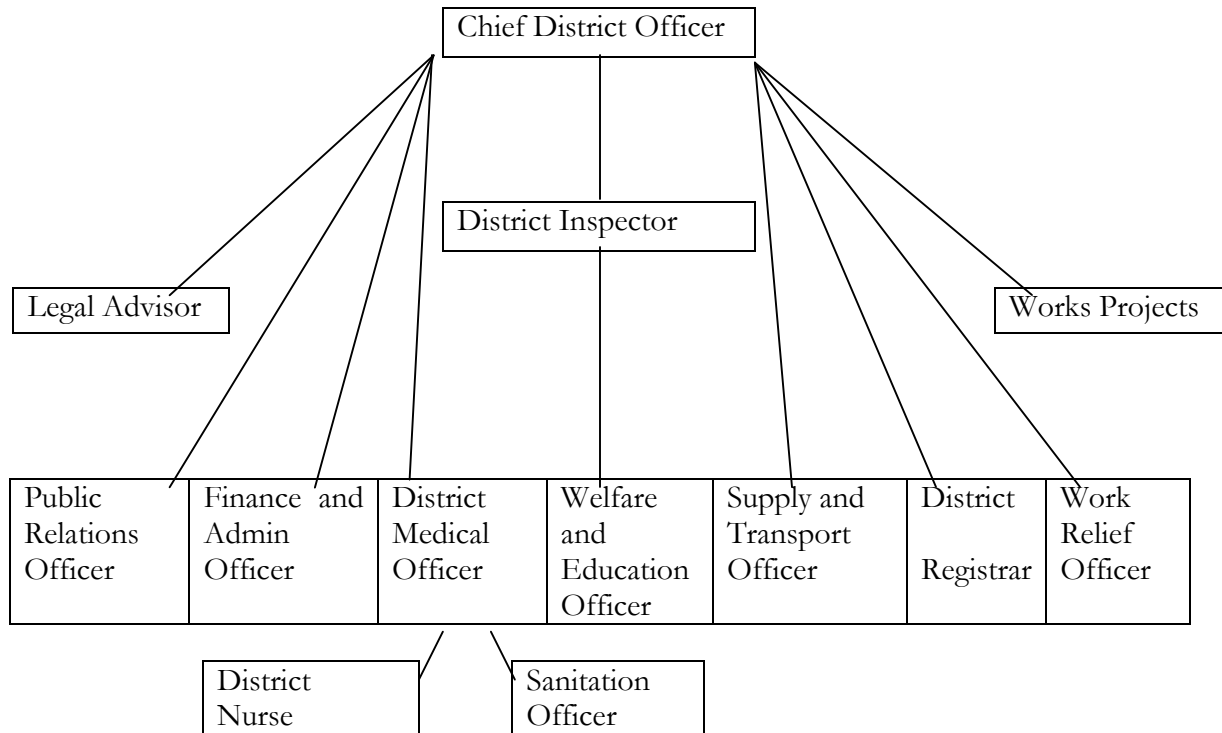 Chief District Officer
District Inspector
Legal Advisor
Works Projects
Public
Relations
Officer
Finance and
Admin
Officer
District
Medical
Officer
Welfare
and
Education
Officer
Supply and
Transport
Officer
District
Registrar
Work
Relief
Officer
District
Nurse
Sanitation
Officer